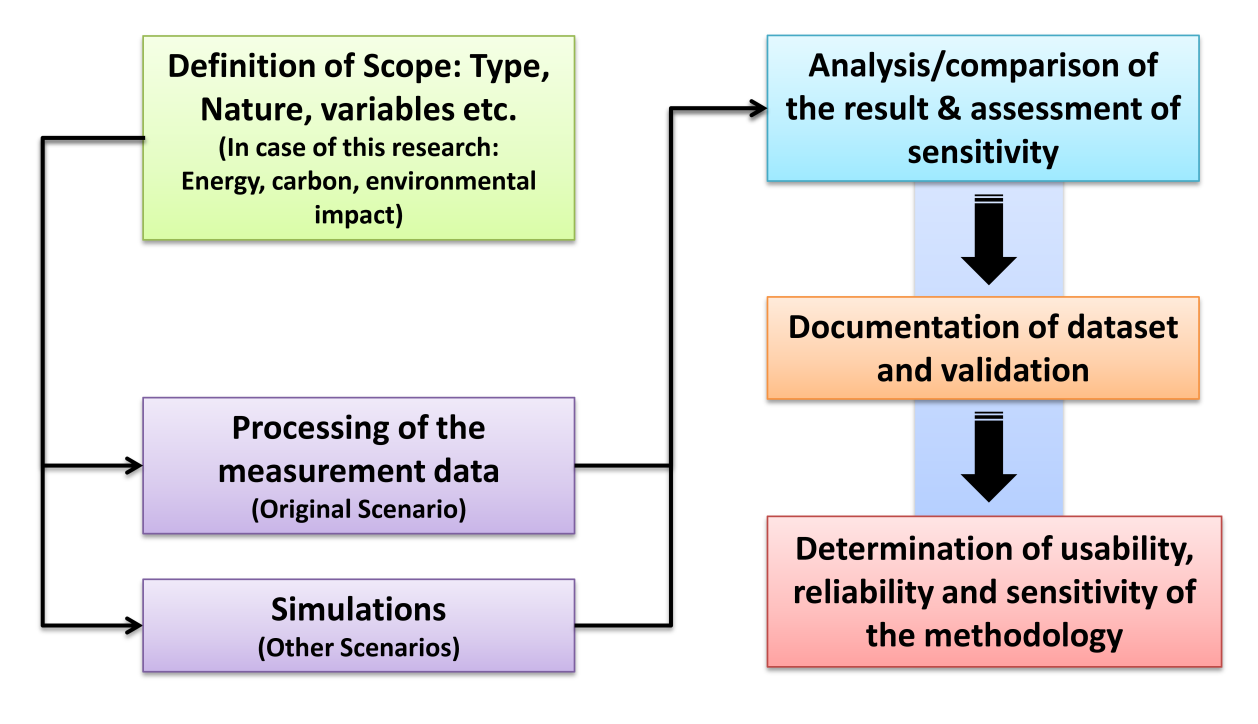 Definition of Scope: Type,
Nature, variables etc.
(In case of this research:
Energy, carbon, environmental
impact)
Processing of the
measurement data
(Original Scenario)
Simulations
(Other Scenarios)
Analysis/comparison of
the result & assessment of
sensitivity
Documentation of dataset
and validation
Determination of usability,
reliability and sensitivity of
the methodology